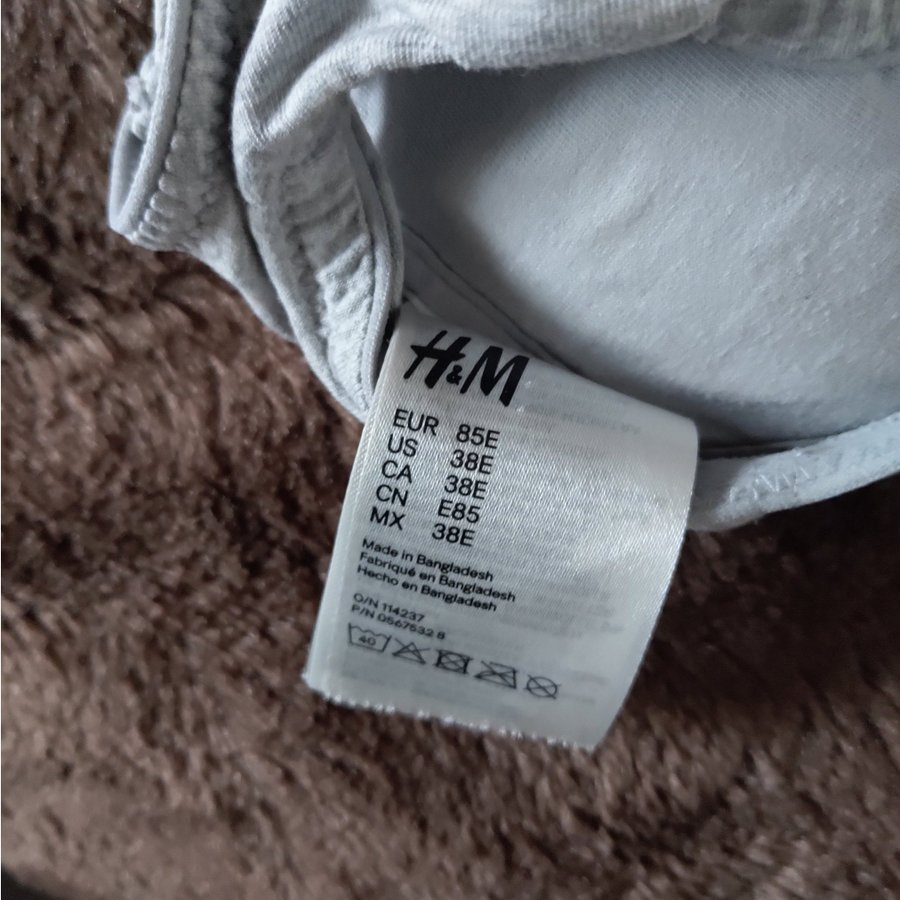 H&M
EUR 85E
US 38E
CA 38E
CN E85
MX 38E
Made in Bangladesh
Fabriqué en Bangladesh
Hecho en Bangladesh
O/N 114237
P/N 0567532 8
40